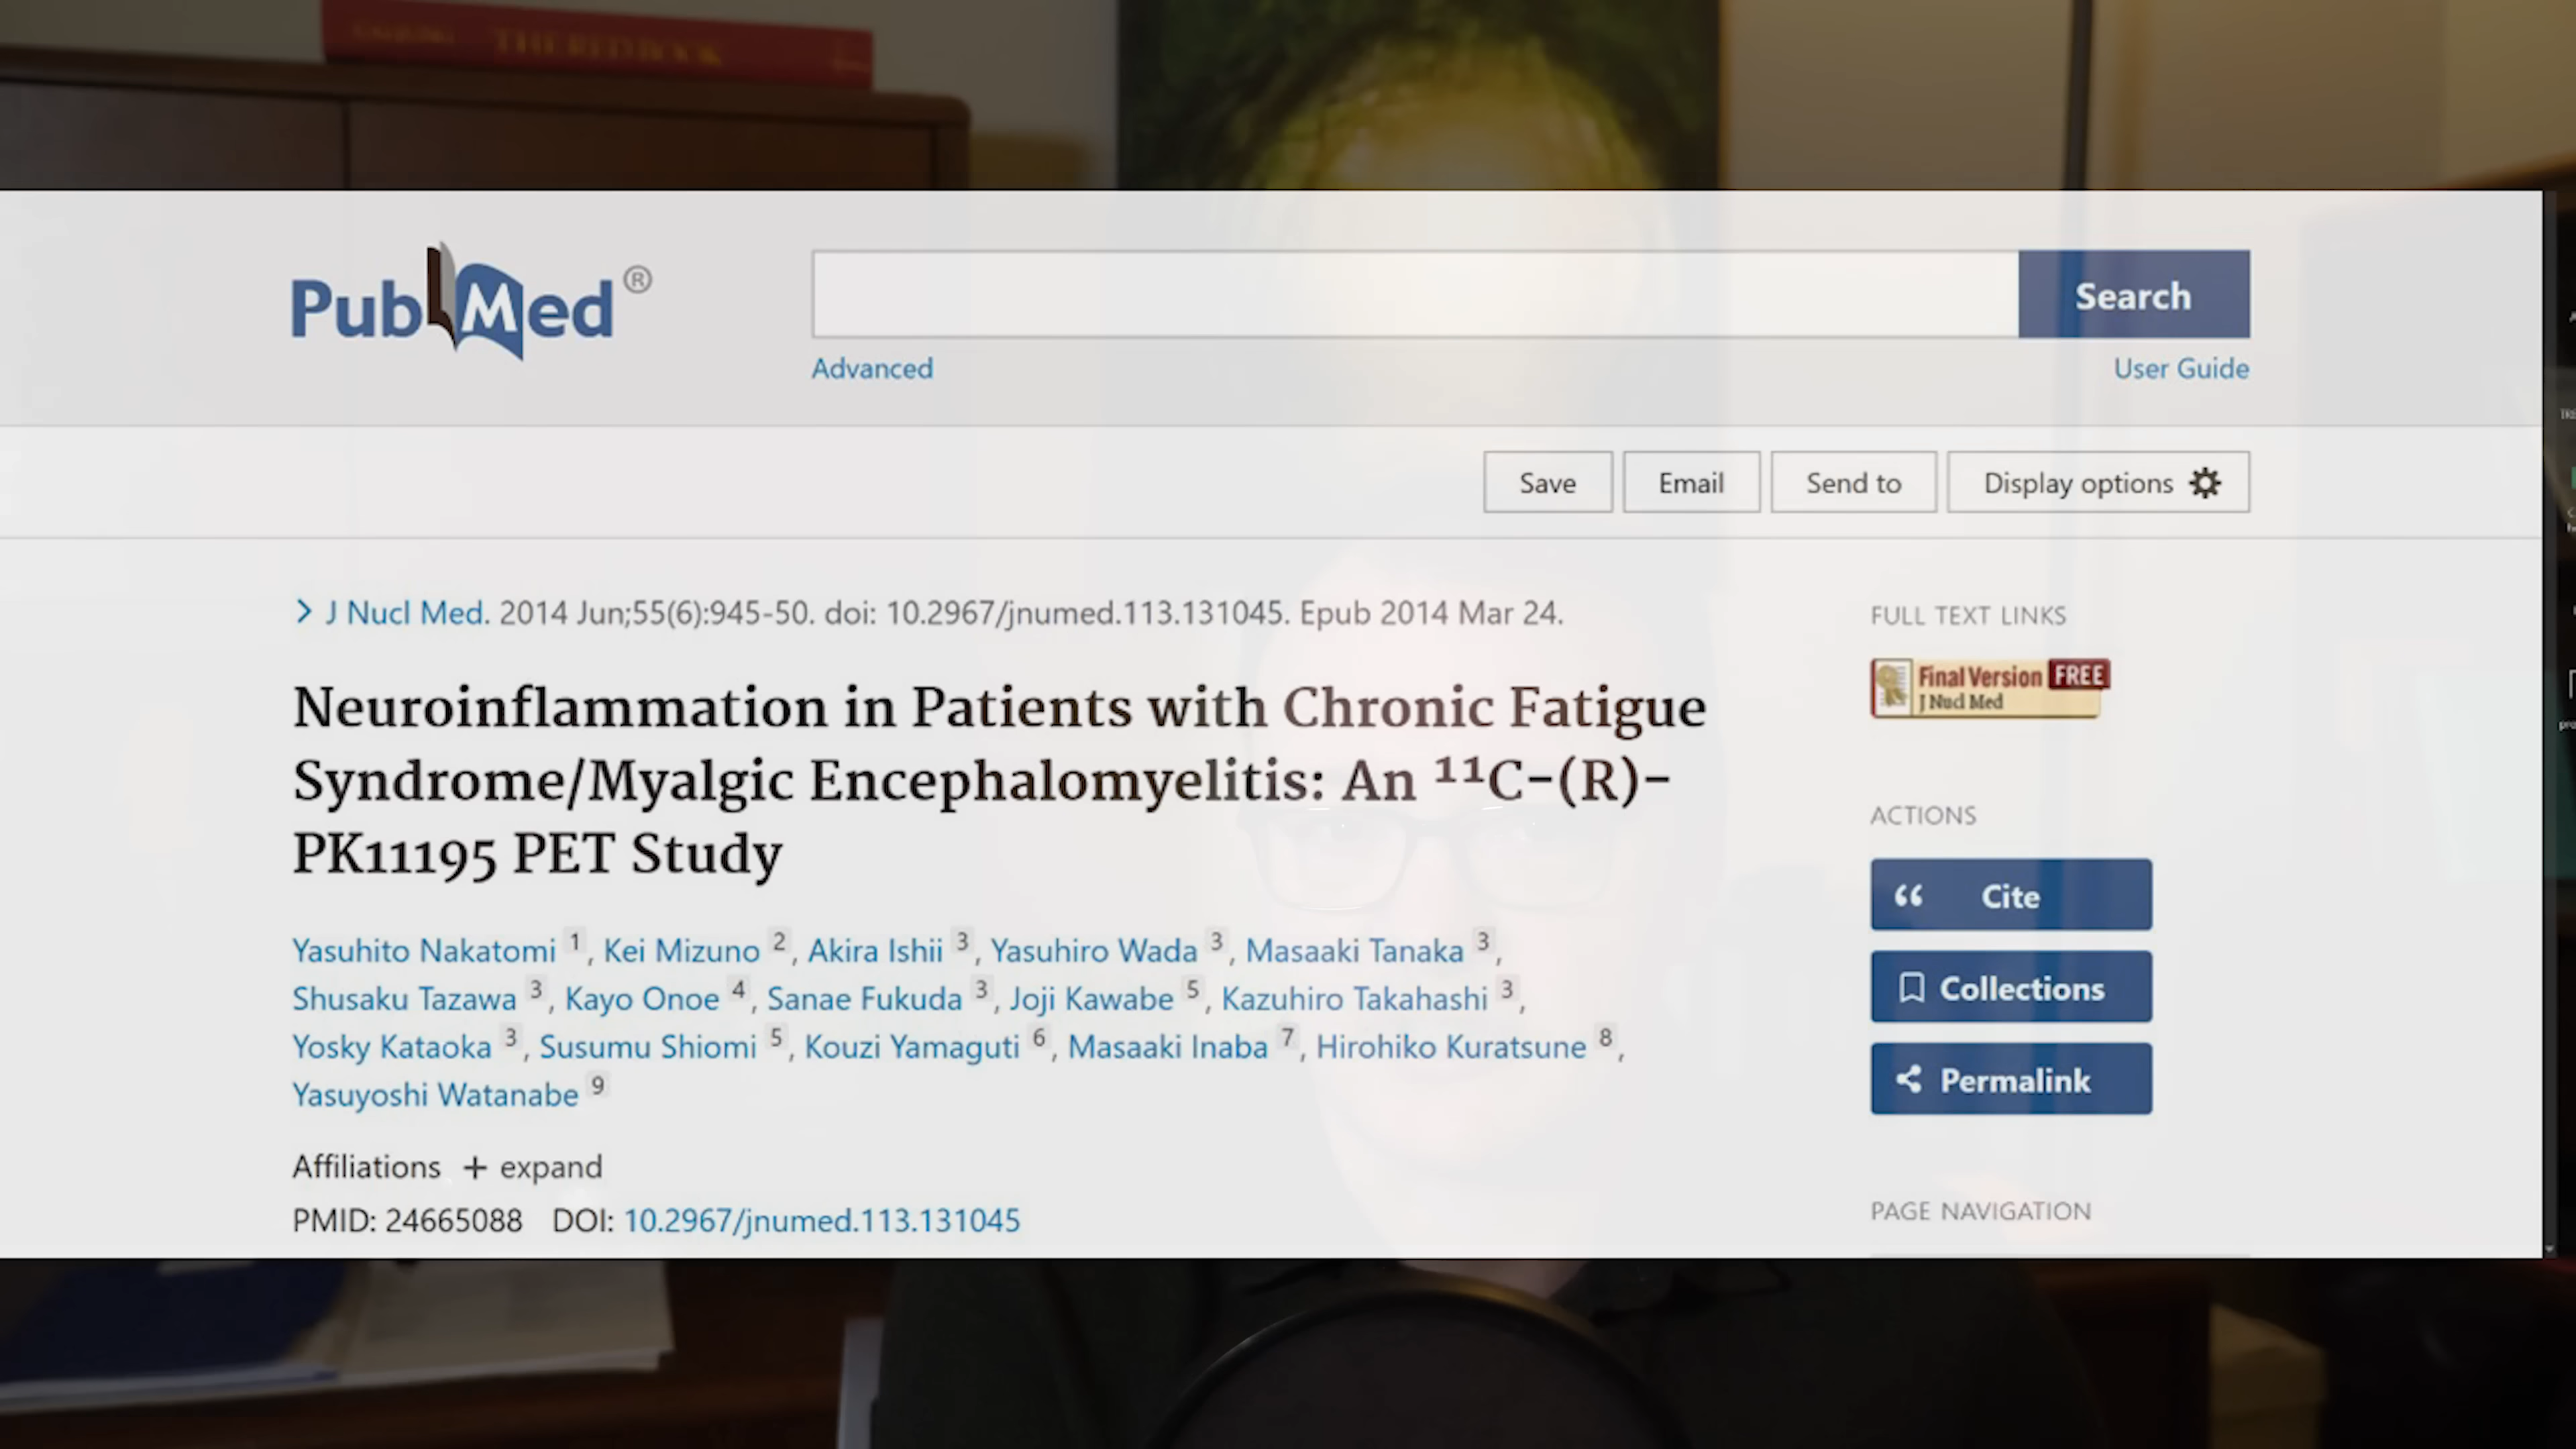 THE RED BOOK
PubMed®
Search
Advanced
User Guide
Save
Email
Send to
Display options
J Nucl Med. 2014 Jun;55(6):945-50. doi: 10.2967/jnumed.113.131045. Epub 2014 Mar 24.
Neuroinflammation in Patients with Chronic Fatigue
Syndrome/Myalgic Encephalomyelitis: An ¹¹C-(R)-
PK11195 PET Study
Yasuhito Nakatomi 1, Kei Mizuno 2, Akira Ishii 3, Yasuhiro Wada 3, Masaaki Tanaka 3,
Shusaku Tazawa 3, Kayo Onoe 4, Sanae Fukuda 3, Joji Kawabe 5, Kazuhiro Takahashi 3,
Yosky Kataoka 3, Susumu Shiomi 5, Kouzi Yamaguti 6, Masaaki Inaba 7, Hirohiko Kuratsune 8,
Yasuyoshi Watanabe 9
Affiliations + expand
PMID: 24665088 DOI: 10.2967/jnumed.113.131045
FULL TEXT LINKS
Final Version FREE
J Nucl Med
ACTIONS
Cite
Collections
Permalink
PAGE NAVIGATION